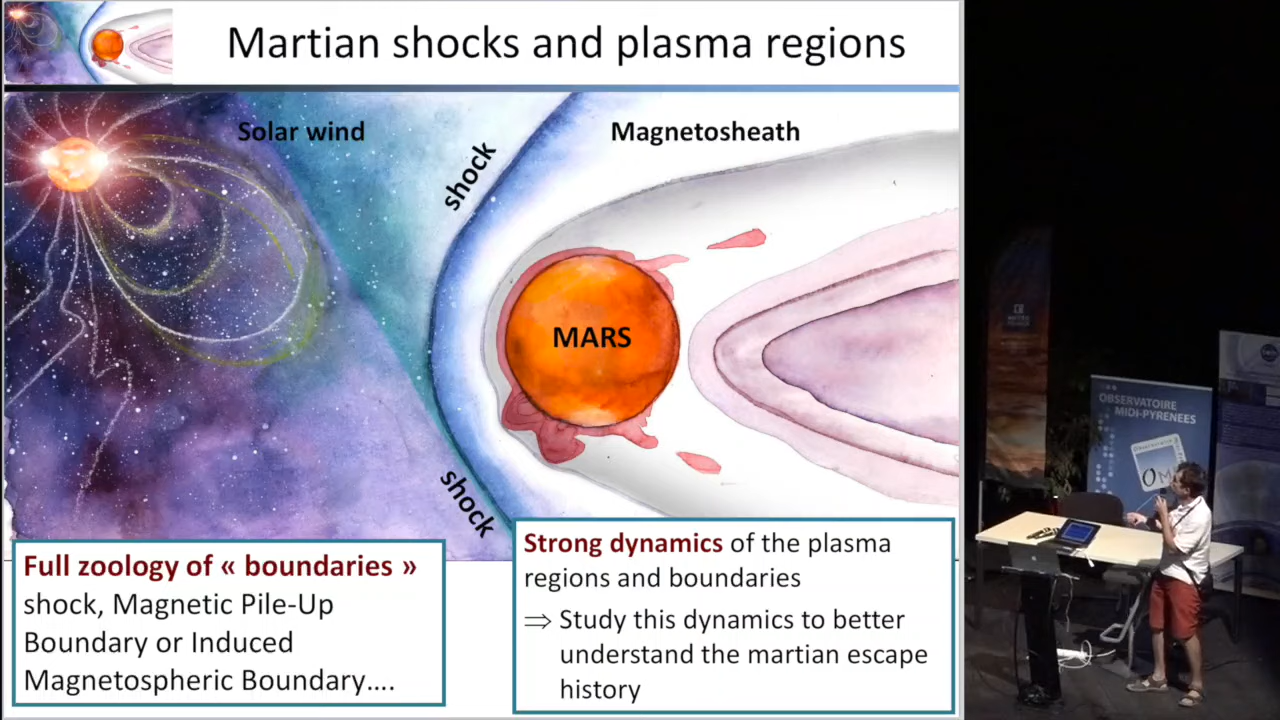 Martian shocks and plasma regions
Solar wind
shock
Magnetosheath
MARS
shock
Full zoology of « boundaries »
shock, Magnetic Pile-Up
Boundary or Induced
Magnetospheric Boundary....
Strong dynamics of the plasma
regions and boundaries
⇒ Study this dynamics to better
understand the martian escape
history
OBSERVATOIRE
MIDI-PYRENEES